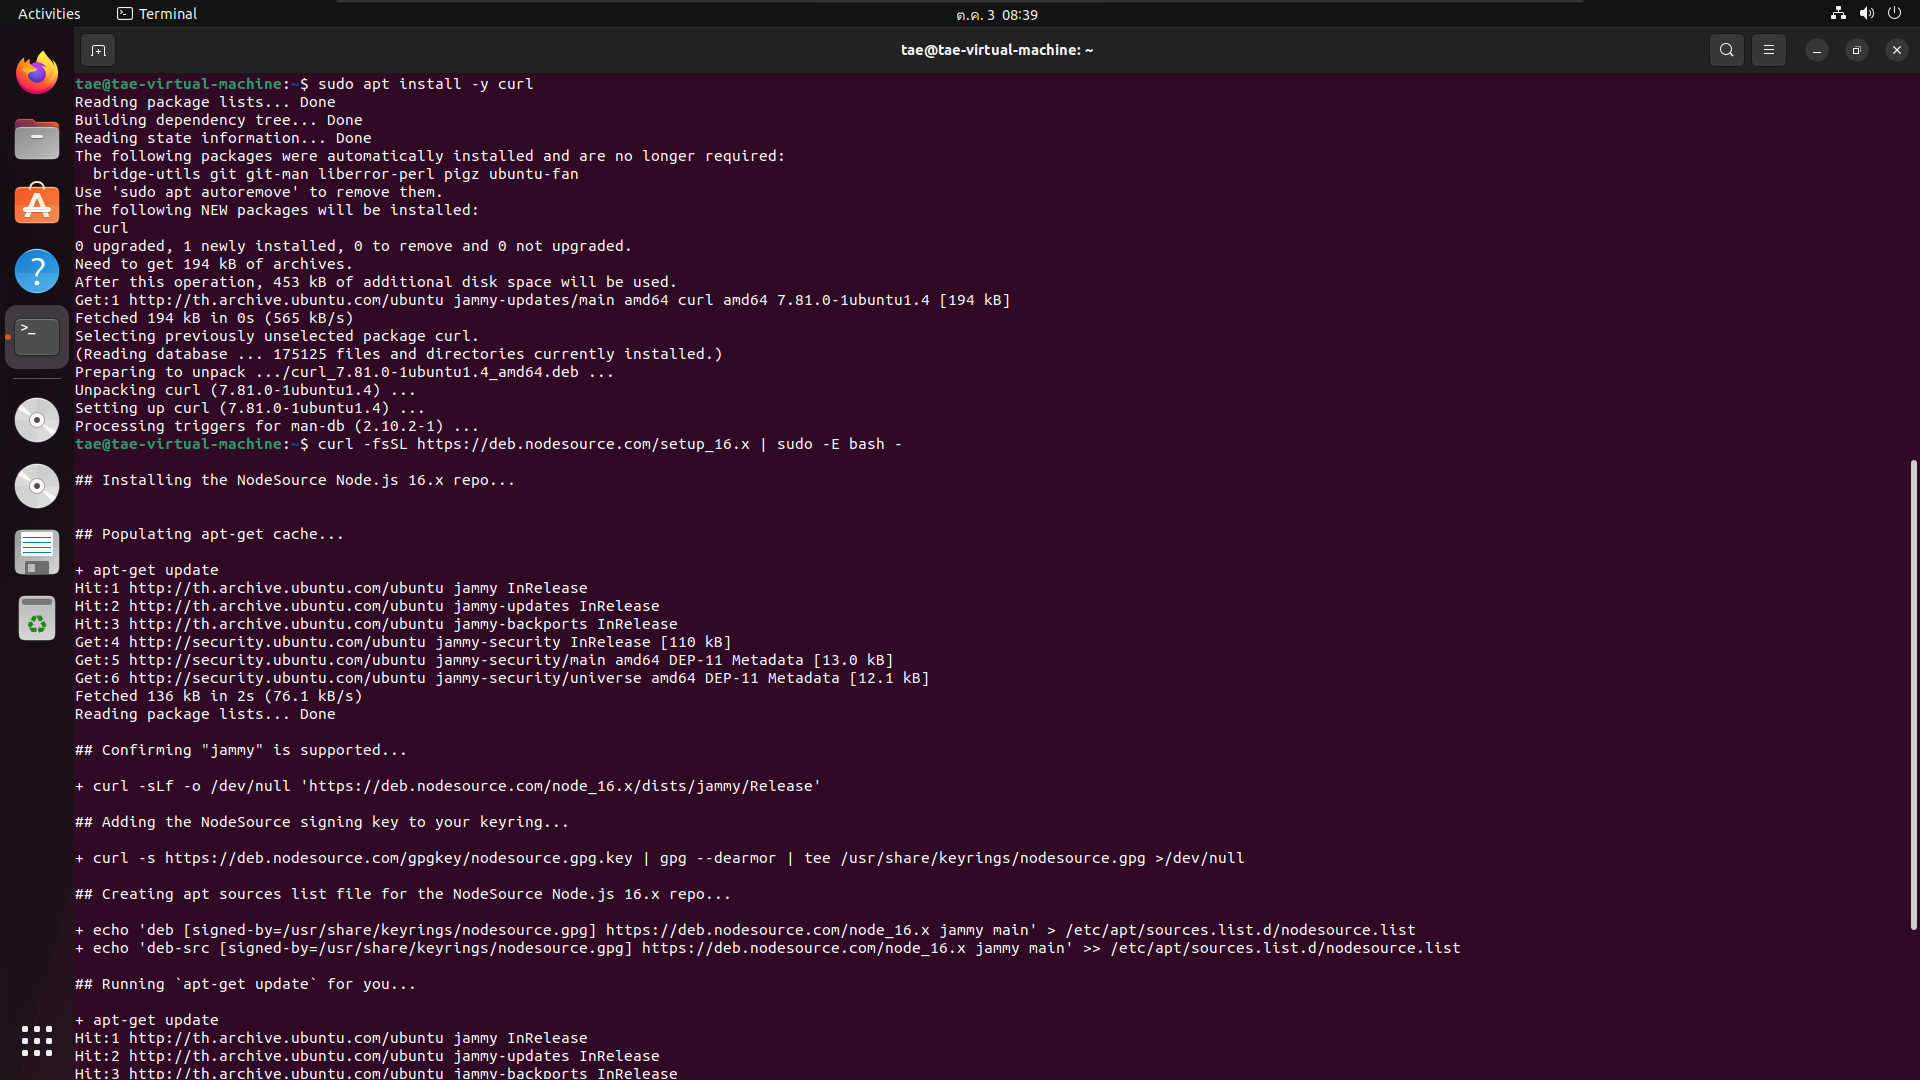 Activities
Terminal
ต.ค. 3 08:39
tae@tae-virtual-machine: ~
tae@tae-virtual-machine:~$ sudo apt install -y curl
Reading package lists... Done
Building dependency tree... Done
Reading state information... Done
The following packages were automatically installed and are no longer required:
  bridge-utils git git-man liberror-perl pigz ubuntu-fan
Use 'sudo apt autoremove' to remove them.
The following NEW packages will be installed:
  curl
0 upgraded, 1 newly installed, 0 to remove and 0 not upgraded.
Need to get 194 kB of archives.
After this operation, 453 kB of additional disk space will be used.
Get:1 http://th.archive.ubuntu.com/ubuntu jammy-updates/main amd64 curl amd64 7.81.0-1ubuntu1.4 [194 kB]
Fetched 194 kB in 0s (565 kB/s)
Selecting previously unselected package curl.
(Reading database ... 175125 files and directories currently installed.)
Preparing to unpack .../curl_7.81.0-1ubuntu1.4_amd64.deb ...
Unpacking curl (7.81.0-1ubuntu1.4) ...
Setting up curl (7.81.0-1ubuntu1.4) ...
Processing triggers for man-db (2.10.2-1) ...
tae@tae-virtual-machine:~$ curl -fsSL https://deb.nodesource.com/setup_16.x | sudo -E bash -
## Installing the NodeSource Node.js 16.x repo...
## Populating apt-get cache...
+ apt-get update
Hit:1 http://th.archive.ubuntu.com/ubuntu jammy InRelease
Hit:2 http://th.archive.ubuntu.com/ubuntu jammy-updates InRelease
Hit:3 http://th.archive.ubuntu.com/ubuntu jammy-backports InRelease
Get:4 http://security.ubuntu.com/ubuntu jammy-security InRelease [110 kB]
Get:5 http://security.ubuntu.com/ubuntu jammy-security/main amd64 DEP-11 Metadata [13.0 kB]
Get:6 http://security.ubuntu.com/ubuntu jammy-security/universe amd64 DEP-11 Metadata [12.1 kB]
Fetched 136 kB in 2s (76.1 kB/s)
Reading package lists... Done
## Confirming "jammy" is supported...
+ curl -sLf -o /dev/null 'https://deb.nodesource.com/node_16.x/dists/jammy/Release'
## Adding the NodeSource signing key to your keyring...
+ curl -s https://deb.nodesource.com/gpgkey/nodesource.gpg.key | gpg --dearmor | tee /usr/share/keyrings/nodesource.gpg >/dev/null
## Creating apt sources list file for the NodeSource Node.js 16.x repo...
+ echo 'deb [signed-by=/usr/share/keyrings/nodesource.gpg] https://deb.nodesource.com/node_16.x jammy main' > /etc/apt/sources.list.d/nodesource.list
+ echo 'deb-src [signed-by=/usr/share/keyrings/nodesource.gpg] https://deb.nodesource.com/node_16.x jammy main' >> /etc/apt/sources.list.d/nodesource.list
## Running `apt-get update` for you...
+ apt-get update
Hit:1 http://th.archive.ubuntu.com/ubuntu jammy InRelease
Hit:2 http://th.archive.ubuntu.com/ubuntu jammy-updates InRelease
Hit:3 http://th.archive.ubuntu.com/ubuntu jammy-backports InRelease